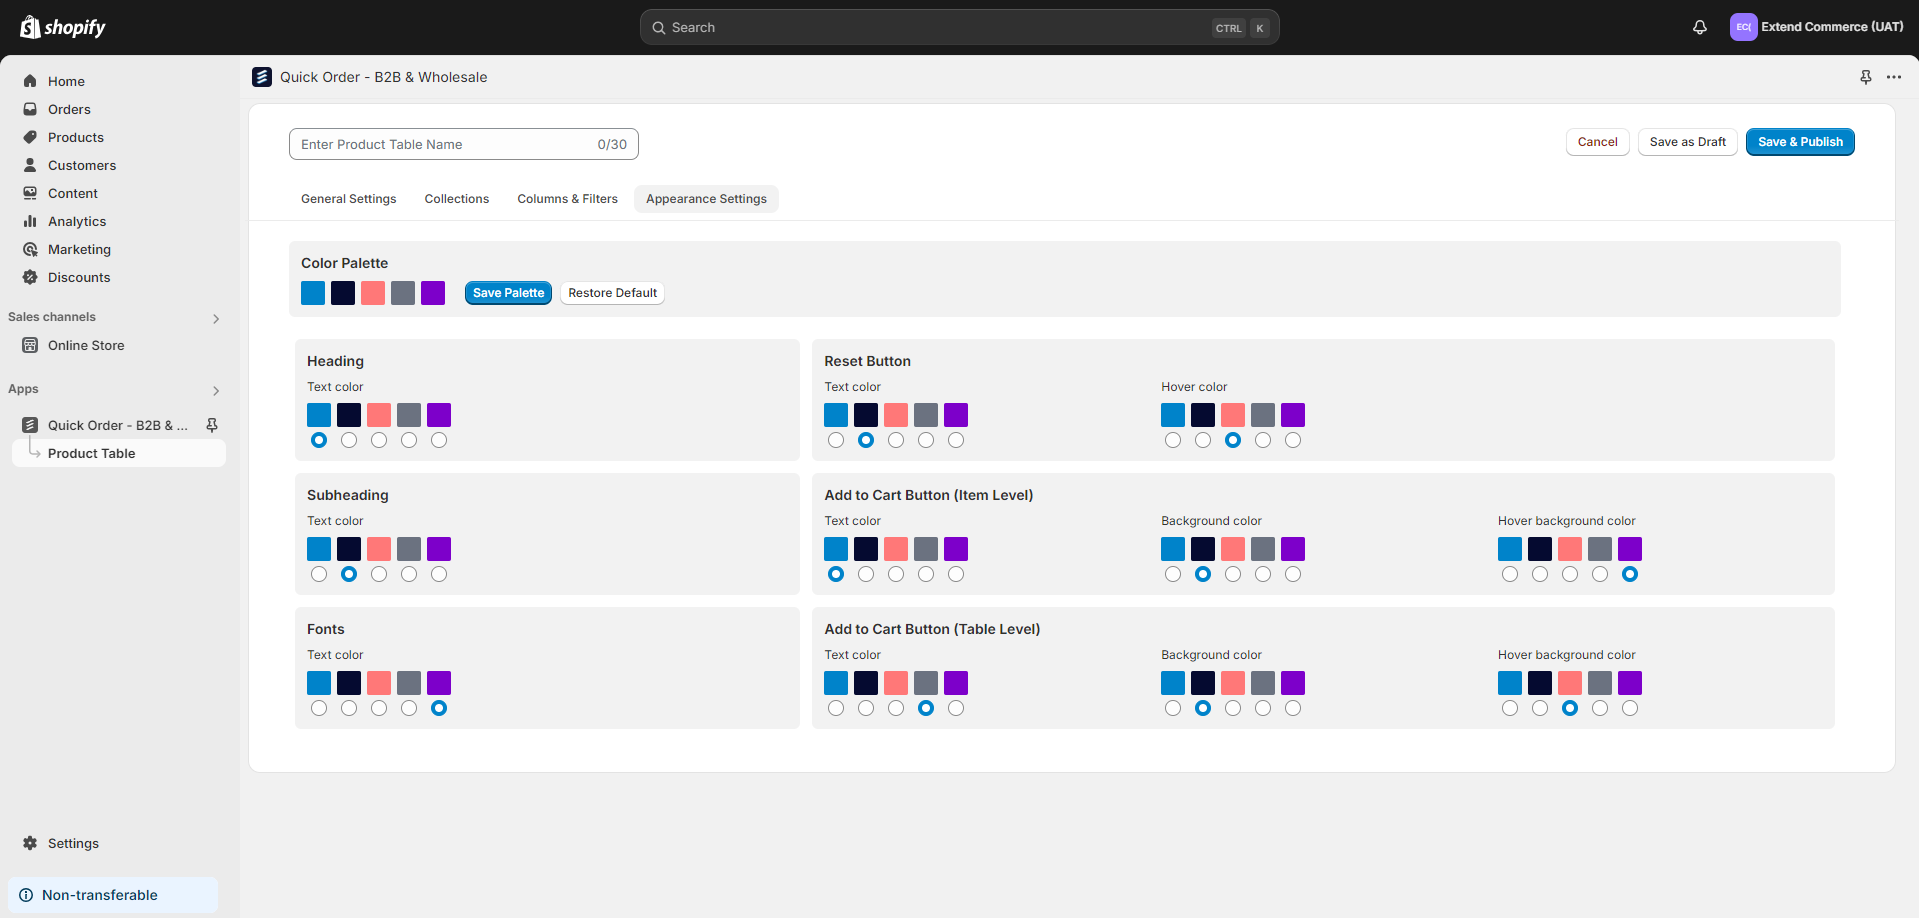 shopify
Search
CTRL K
EC(
Extend Commerce (UAT)
Home
Orders
Products
Customers
Content
Analytics
Marketing
Discounts
Sales channels
Online Store
Apps
Quick Order - B2B & ...
Product Table
Settings
Non-transferable
Quick Order - B2B & Wholesale
Enter Product Table Name 0/30
Cancel
Save as Draft
Save & Publish
General Settings
Collections
Columns & Filters
Appearance Settings
Color Palette
Save Palette
Restore Default
Heading
Text color
Reset Button
Text color
Hover color
Subheading
Text color
Add to Cart Button (Item Level)
Text color
Background color
Hover background color
Fonts
Text color
Add to Cart Button (Table Level)
Text color
Background color
Hover background color